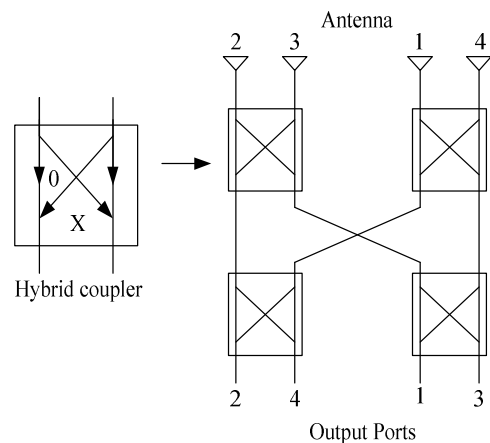 Antenna
2 3 1 4
0
X
Hybrid coupler
2 4 1 3
Output Ports